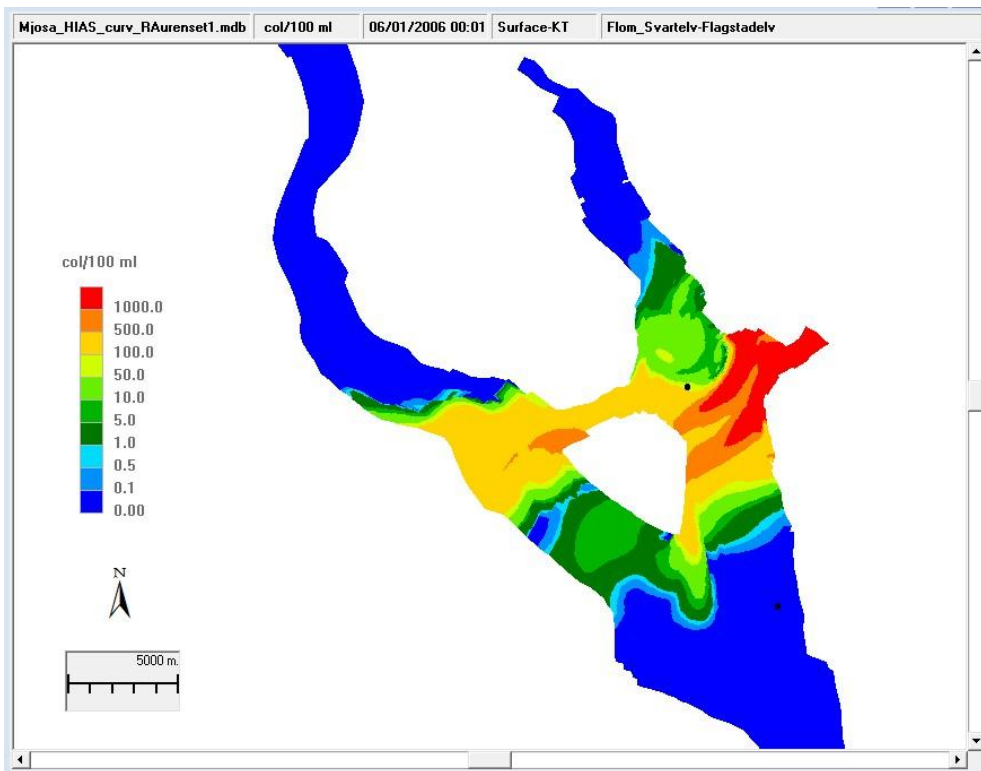 Mjosa_HIAS_curv_RAurenset1.mdb col/100 ml 06/01/2006 00:01 Surface-KT Flom_Svartelv-Flagstadelv
col/100 ml
1000.0
500.0
100.0
50.0
10.0
5.0
1.0
0.5
0.1
0.00
N
5000 m.